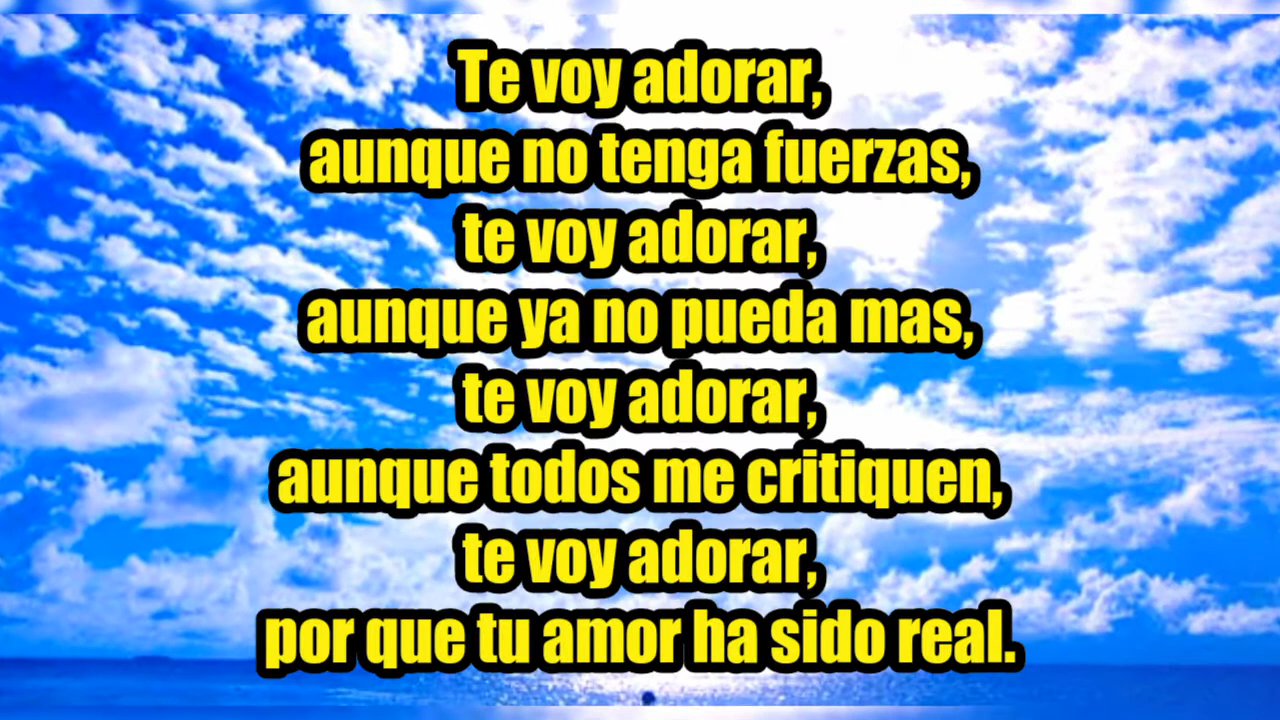 Te voy adorar,
aunque no tenga fuerzas,
te voy adorar,
aunque ya no pueda mas,
te voy adorar,
aunque todos me critiquen,
te voy adorar,
por que tu amor ha sido real.